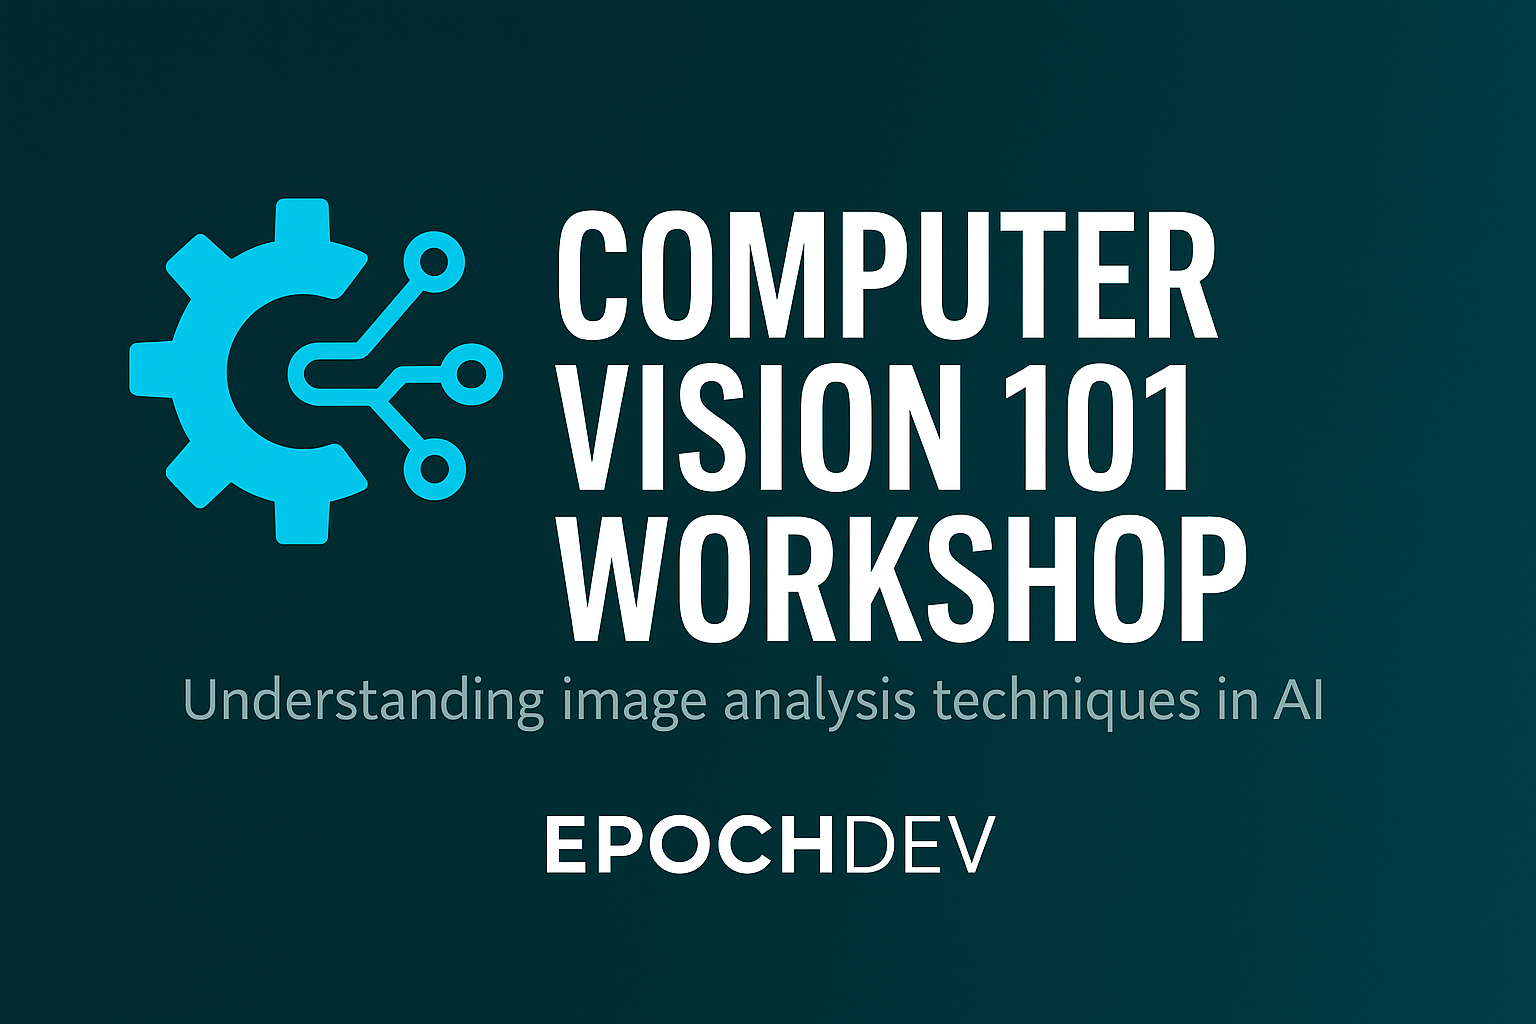 COMPUTER
VISION 101
WORKSHOP
Understanding image analysis techniques in AI
EPOCHDEV